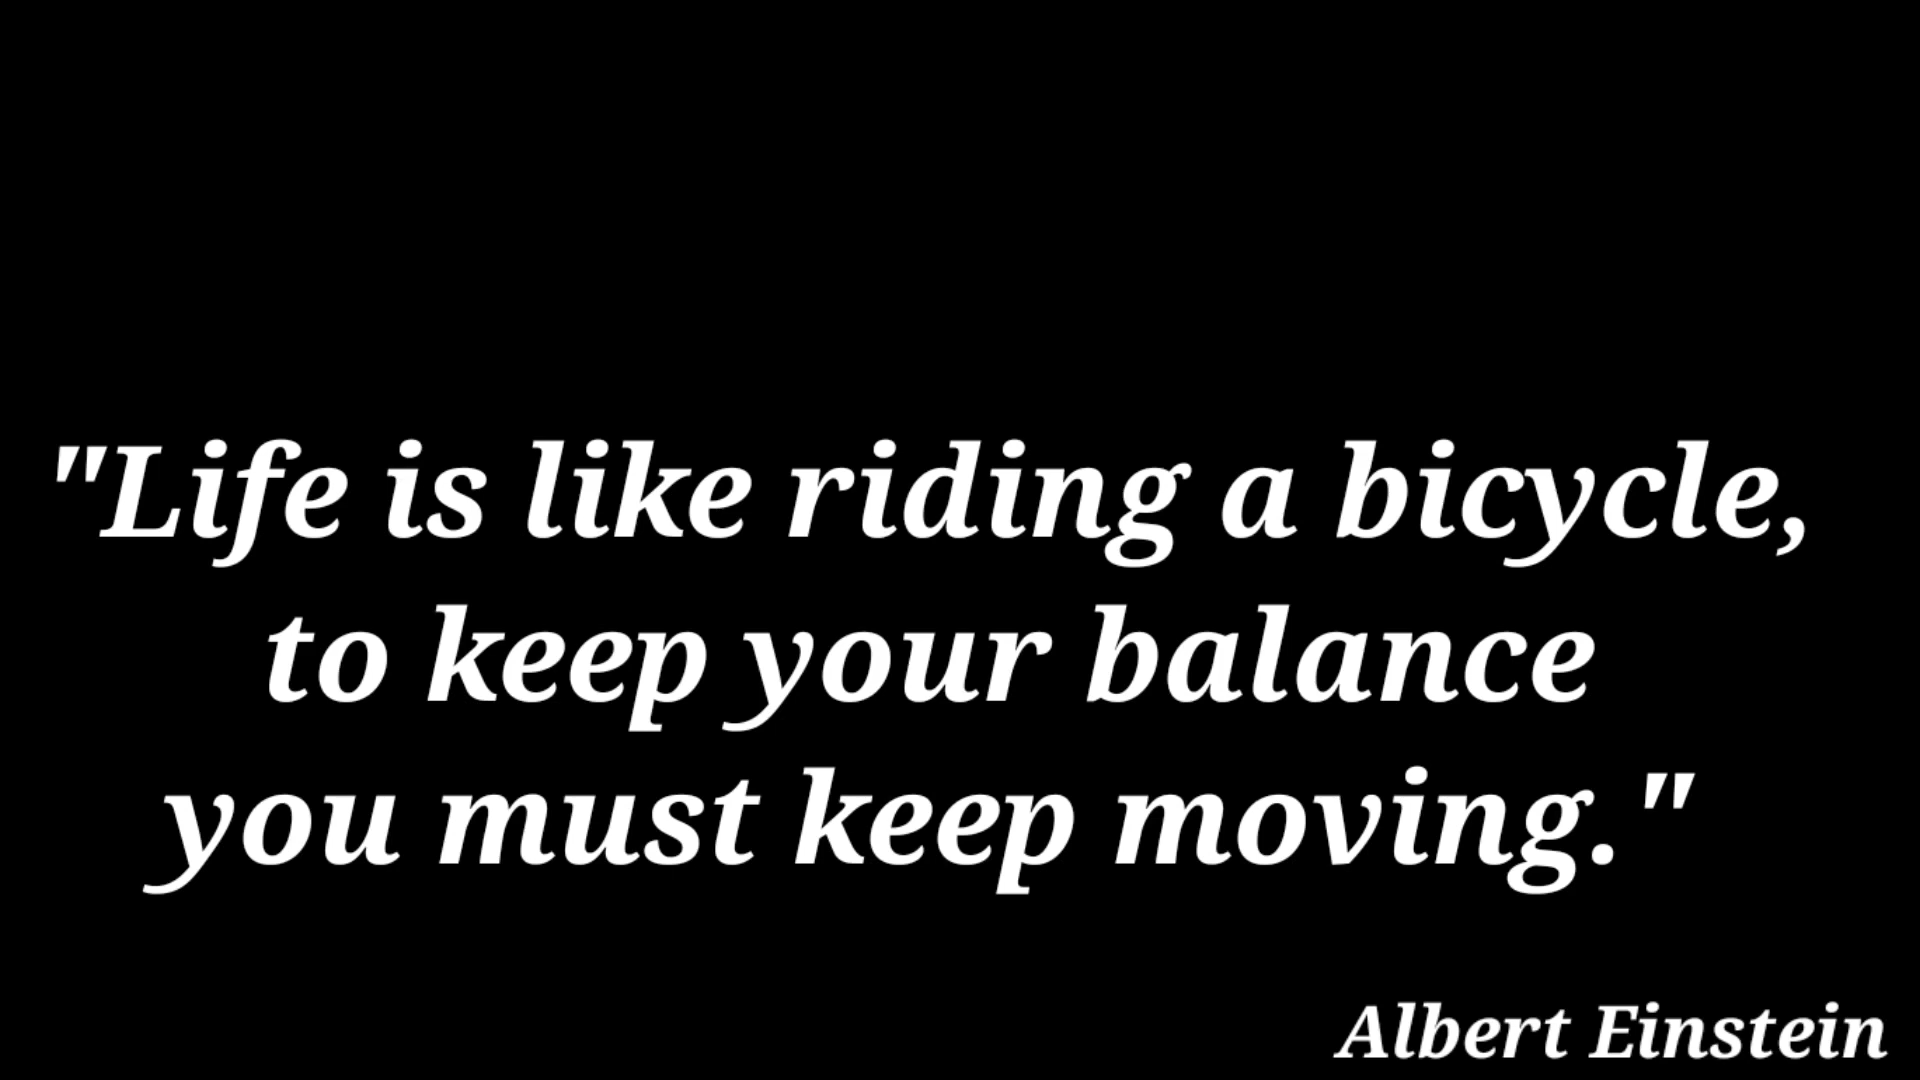 "Life is like riding a bicycle,
to keep your balance
you must keep moving."
Albert Einstein